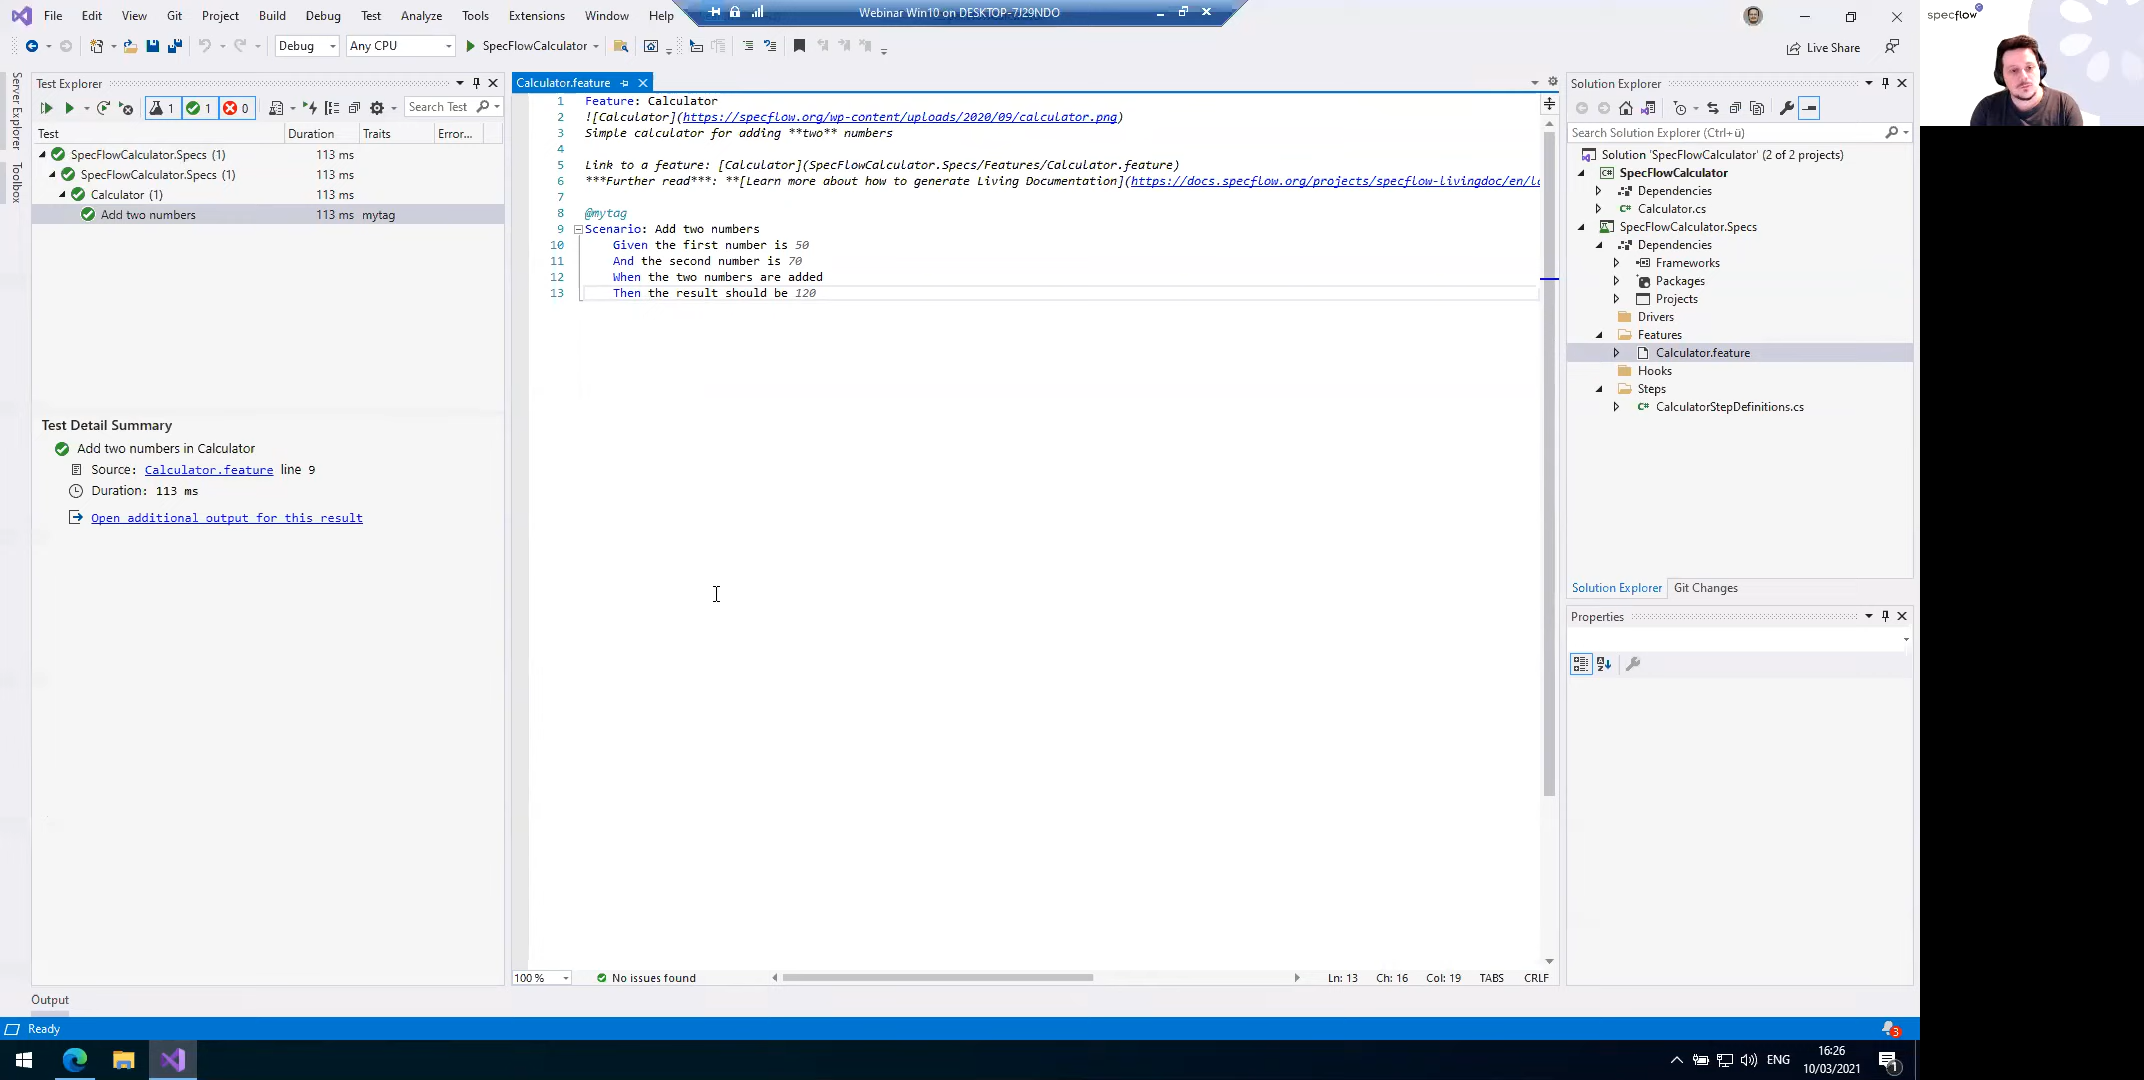 File Edit View Git Project Build Debug Test Analyze Tools Extensions Window Help
Webinar Win10 on DESKTOP-7J29NDO
specflow
Debug Any CPU SpecFlowCalculator
Live Share
Server Explorer
Toolbox
Test Explorer
1 1 0 Search Test
Test Duration Traits Error...
SpecFlowCalculator.Specs (1) 113 ms
SpecFlowCalculator.Specs (1) 113 ms
Calculator (1) 113 ms
Add two numbers 113 ms mytag
Test Detail Summary
Add two numbers in Calculator
Source: Calculator.feature line 9
Duration: 113 ms
Open additional output for this result
Calculator.feature
1 Feature: Calculator
2 ![Calculator](https://specflow.org/wp-content/uploads/2020/09/calculator.png)
3 Simple calculator for adding **two** numbers
4
5 Link to a feature: [Calculator](SpecFlowCalculator.Specs/Features/Calculator.feature)
6 ***Further read***: **[Learn more about how to generate Living Documentation](https://docs.specflow.org/projects/specflow-livingdoc/en/
7
8 @mytag
9 Scenario: Add two numbers
10 Given the first number is 50
11 And the second number is 70
12 When the two numbers are added
13 Then the result should be 120
100 % No issues found Ln: 13 Ch: 16 Col: 19 TABS CRLF
Solution Explorer
Search Solution Explorer (Ctrl+ü)
Solution 'SpecFlowCalculator' (2 of 2 projects)
SpecFlowCalculator
Dependencies
C# Calculator.cs
SpecFlowCalculator.Specs
Dependencies
Frameworks
Packages
Projects
Drivers
Features
Calculator.feature
Hooks
Steps
C# CalculatorStepDefinitions.cs
Solution Explorer Git Changes
Properties
Output
Ready
3
ENG
16:26
10/03/2021
1